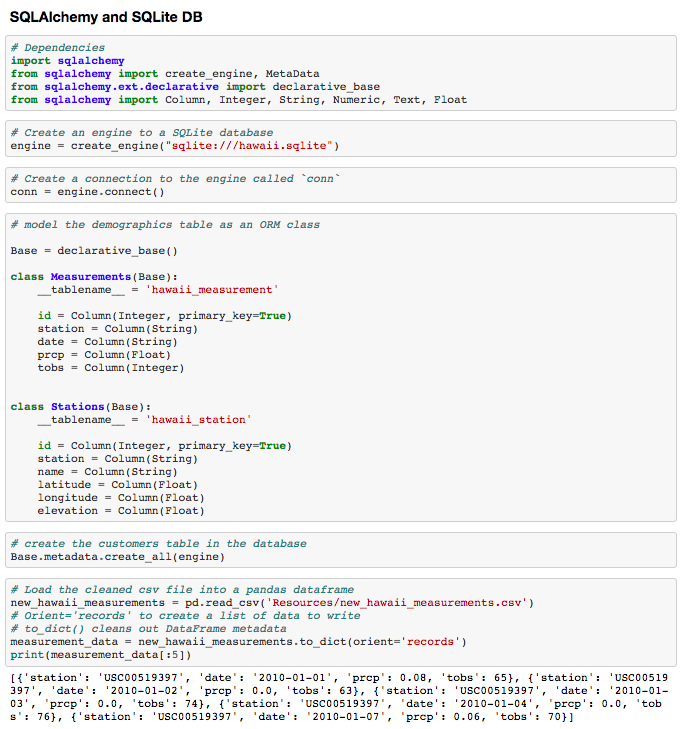 SQLAlchemy and SQLite DB
# Dependencies
import sqlalchemy
from sqlalchemy import create_engine, MetaData
from sqlalchemy.ext.declarative import declarative_base
from sqlalchemy import Column, Integer, String, Numeric, Text, Float
# Create an engine to a SQLite database
engine = create_engine("sqlite:///hawaii.sqlite")
# Create a connection to the engine called `conn`
conn = engine.connect()
# model the demographics table as an ORM class
Base = declarative_base()
class Measurements(Base):
    __tablename__ = 'hawaii_measurement'
    id = Column(Integer, primary_key=True)
    station = Column(String)
    date = Column(String)
    prcp = Column(Float)
    tobs = Column(Integer)
class Stations(Base):
    __tablename__ = 'hawaii_station'
    id = Column(Integer, primary_key=True)
    station = Column(String)
    name = Column(String)
    latitude = Column(Float)
    longitude = Column(Float)
    elevation = Column(Float)
# create the customers table in the database
Base.metadata.create_all(engine)
# Load the cleaned csv file into a pandas dataframe
new_hawaii_measurements = pd.read_csv('Resources/new_hawaii_measurements.csv')
# Orient='records' to create a list of data to write
# to_dict() cleans out DataFrame metadata
measurement_data = new_hawaii_measurements.to_dict(orient='records')
print(measurement_data[:5])
[{'station': 'USC00519397', 'date': '2010-01-01', 'prcp': 0.08, 'tobs': 65}, {'station': 'USC00519
397', 'date': '2010-01-02', 'prcp': 0.0, 'tobs': 63}, {'station': 'USC00519397', 'date': '2010-01-
03', 'prcp': 0.0, 'tobs': 74}, {'station': 'USC00519397', 'date': '2010-01-04', 'prcp': 0.0, 'tob
s': 76}, {'station': 'USC00519397', 'date': '2010-01-07', 'prcp': 0.06, 'tobs': 70}]